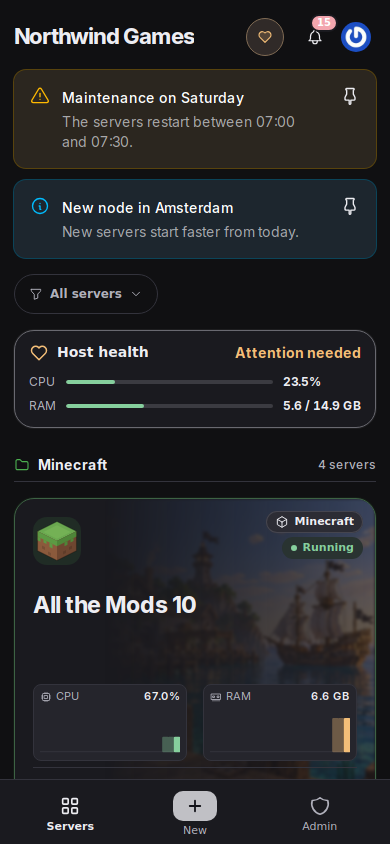 Northwind Games
15
Maintenance on Saturday
The servers restart between 07:00
and 07:30.
New node in Amsterdam
New servers start faster from today.
All servers
Host health
Attention needed
CPU
23.5%
RAM
5.6 / 14.9 GB
Minecraft
4 servers
Minecraft
Running
All the Mods 10
CPU
67.0%
RAM
6.6 GB
Servers
New
Admin